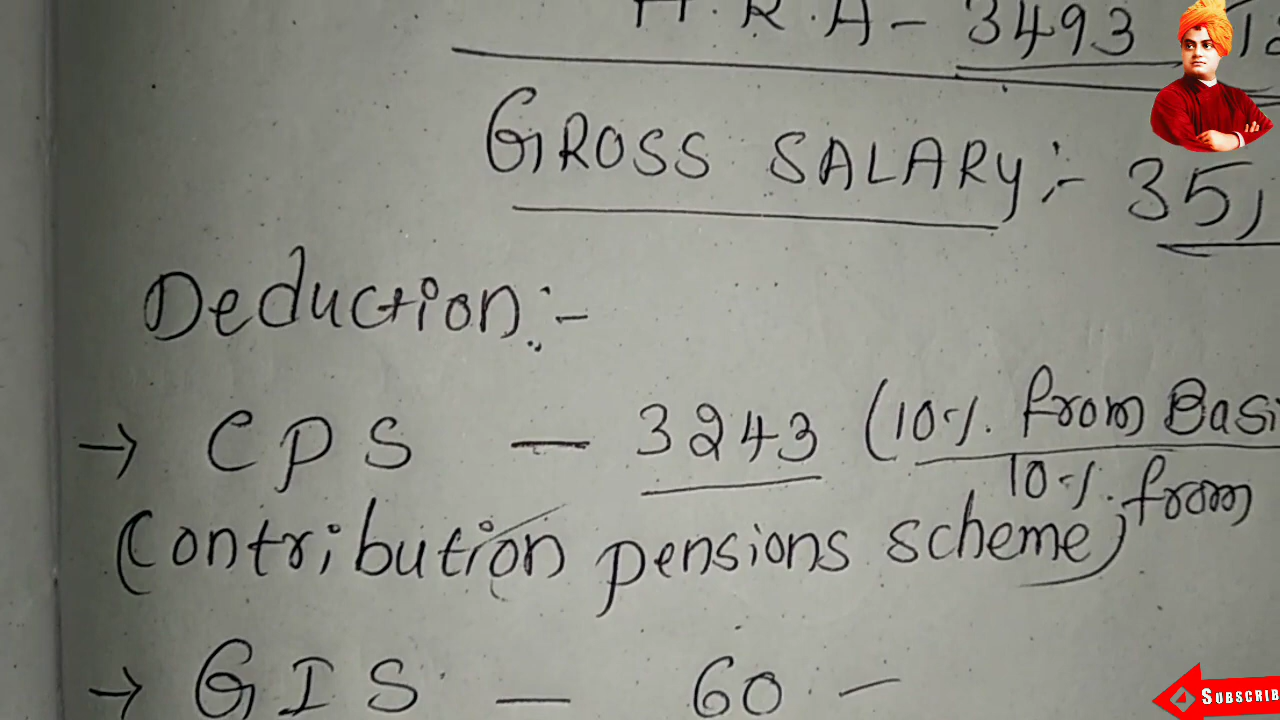 H.R.A - 3493
GROSS SALARY :- 35,
Deduction :-
→ CPS - 3243 (10%. from Basi
10%. from
(Contribution pensions scheme)
→ GIS - 60 -
SUBSCRIB